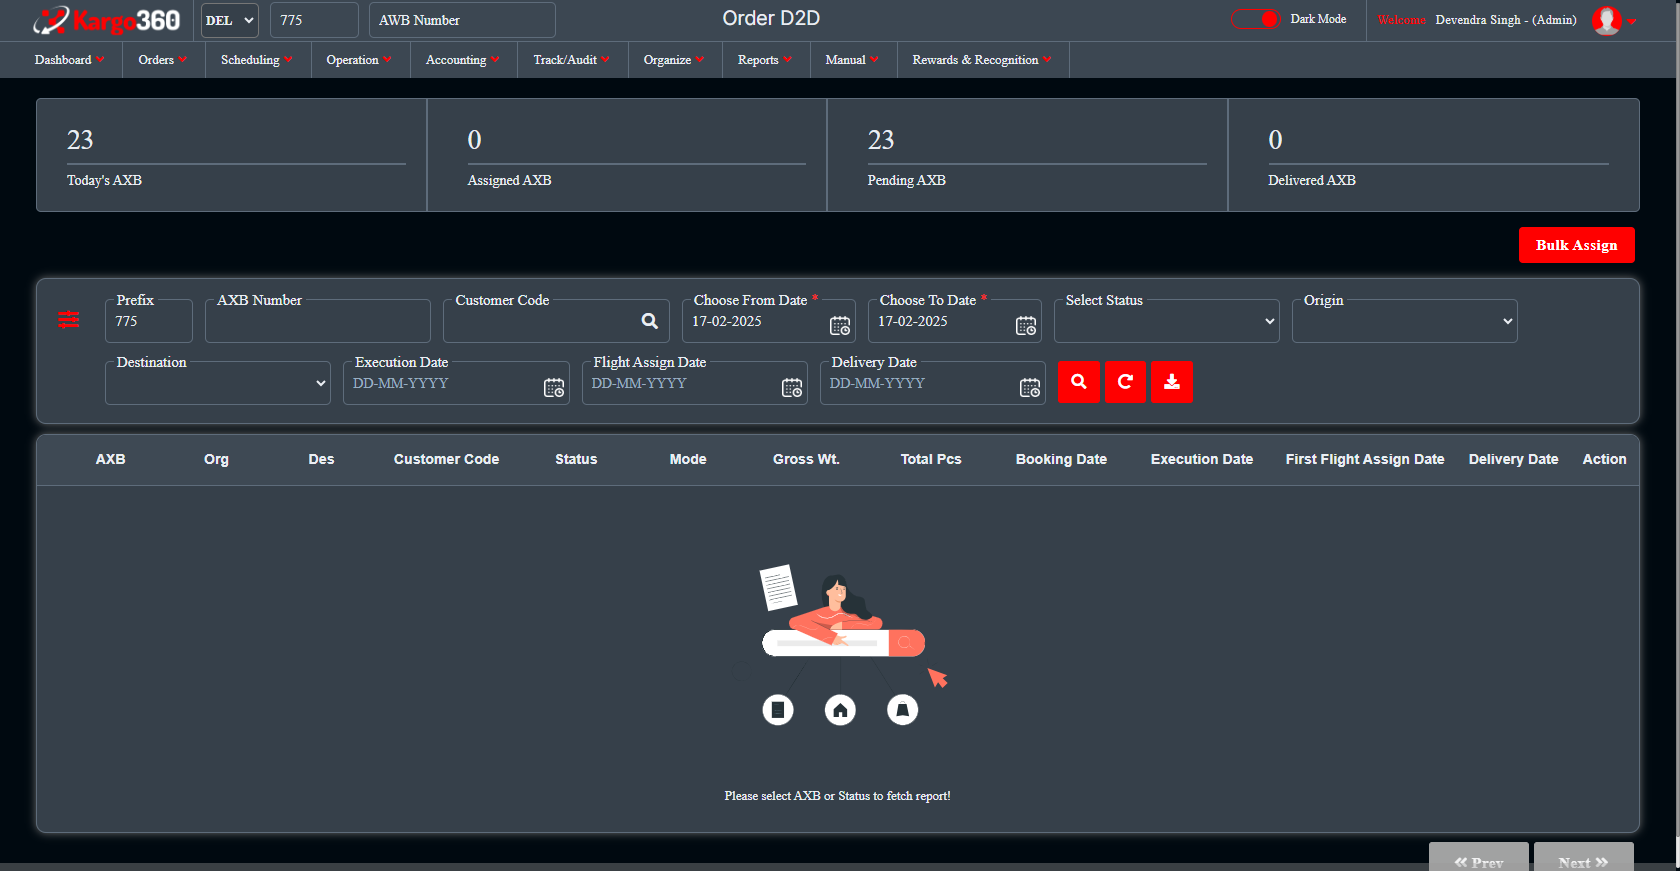 Kargo360 DEL 775 AWB Number Order D2D Dark Mode Welcome Devendra Singh - (Admin)
Dashboard Orders Scheduling Operation Accounting Track/Audit Organize Reports Manual Rewards & Recognition
23 0 23 0
Today's AXB Assigned AXB Pending AXB Delivered AXB
Bulk Assign
Prefix AXB Number Customer Code Choose From Date * Choose To Date * Select Status Origin
775 17-02-2025 17-02-2025
Destination Execution Date Flight Assign Date Delivery Date
DD-MM-YYYY DD-MM-YYYY DD-MM-YYYY
AXB Org Des Customer Code Status Mode Gross Wt. Total Pcs Booking Date Execution Date First Flight Assign Date Delivery Date Action
Please select AXB or Status to fetch report!
Prev Next